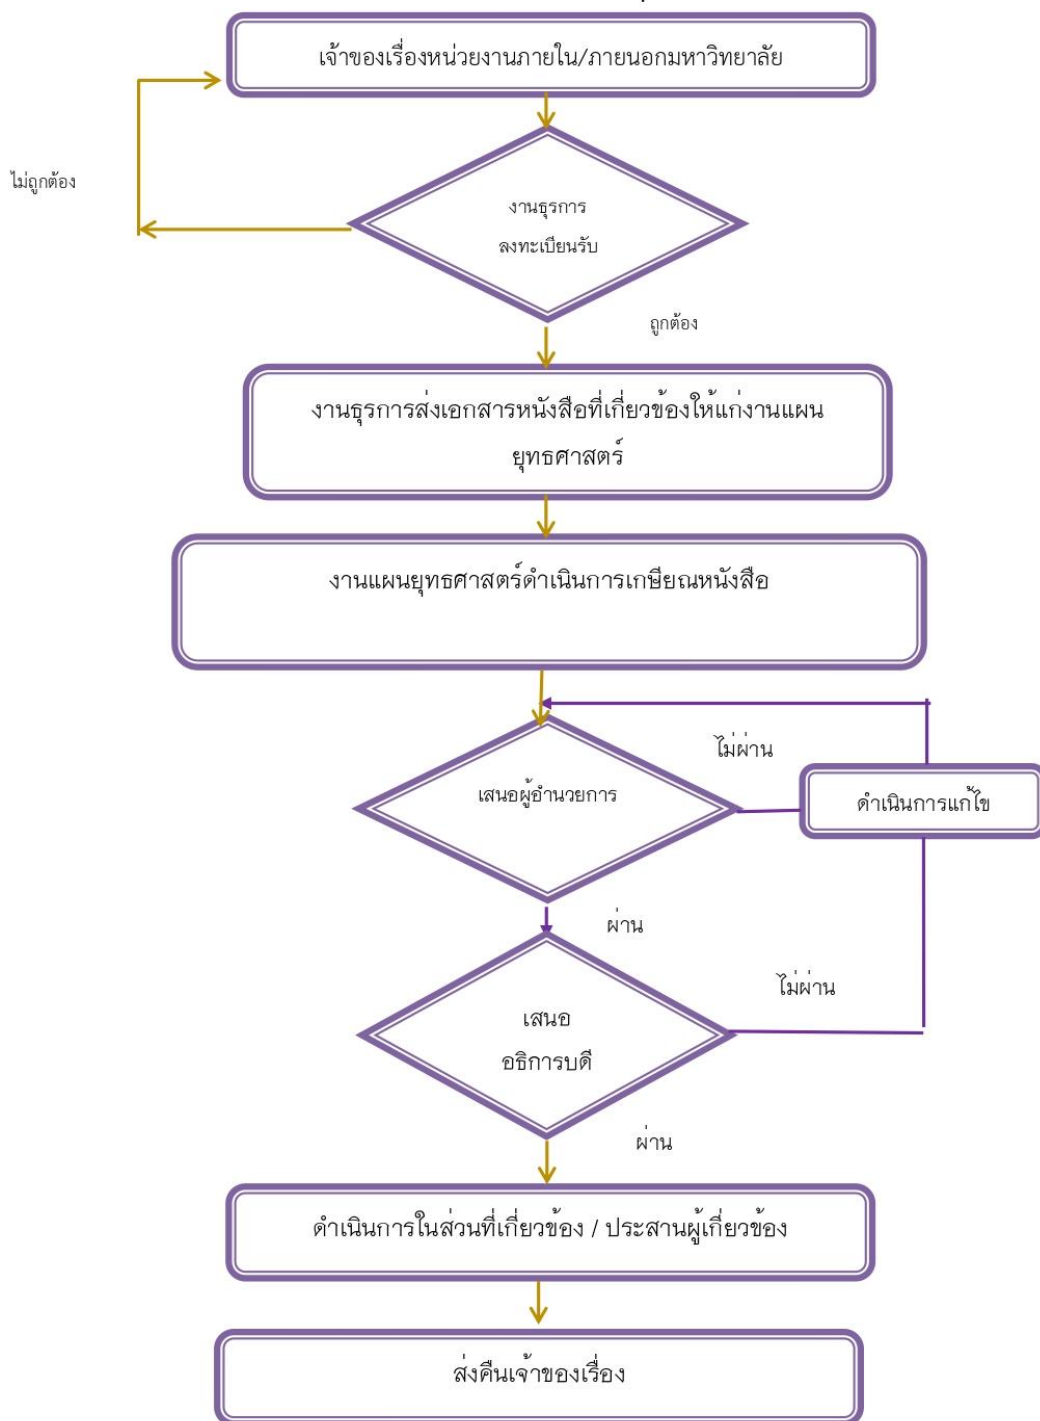 เจ้าของเรื่องหน่วยงานภายใน/ภายนอกมหาวิทยาลัย
ไม่ถูกต้อง
งานธุรการ
ลงทะเบียนรับ
ถูกต้อง
งานธุรการส่งเอกสารหนังสือที่เกี่ยวข้องให้แก่งานแผน
ยุทธศาสตร์
งานแผนยุทธศาสตร์ดำเนินการเกษียณหนังสือ
ไม่ผ่าน
เสนอผู้อำนวยการ
ดำเนินการแก้ไข
ผ่าน
ไม่ผ่าน
เสนอ
อธิการบดี
ผ่าน
ดำเนินการในส่วนที่เกี่ยวข้อง / ประสานผู้เกี่ยวข้อง
ส่งคืนเจ้าของเรื่อง